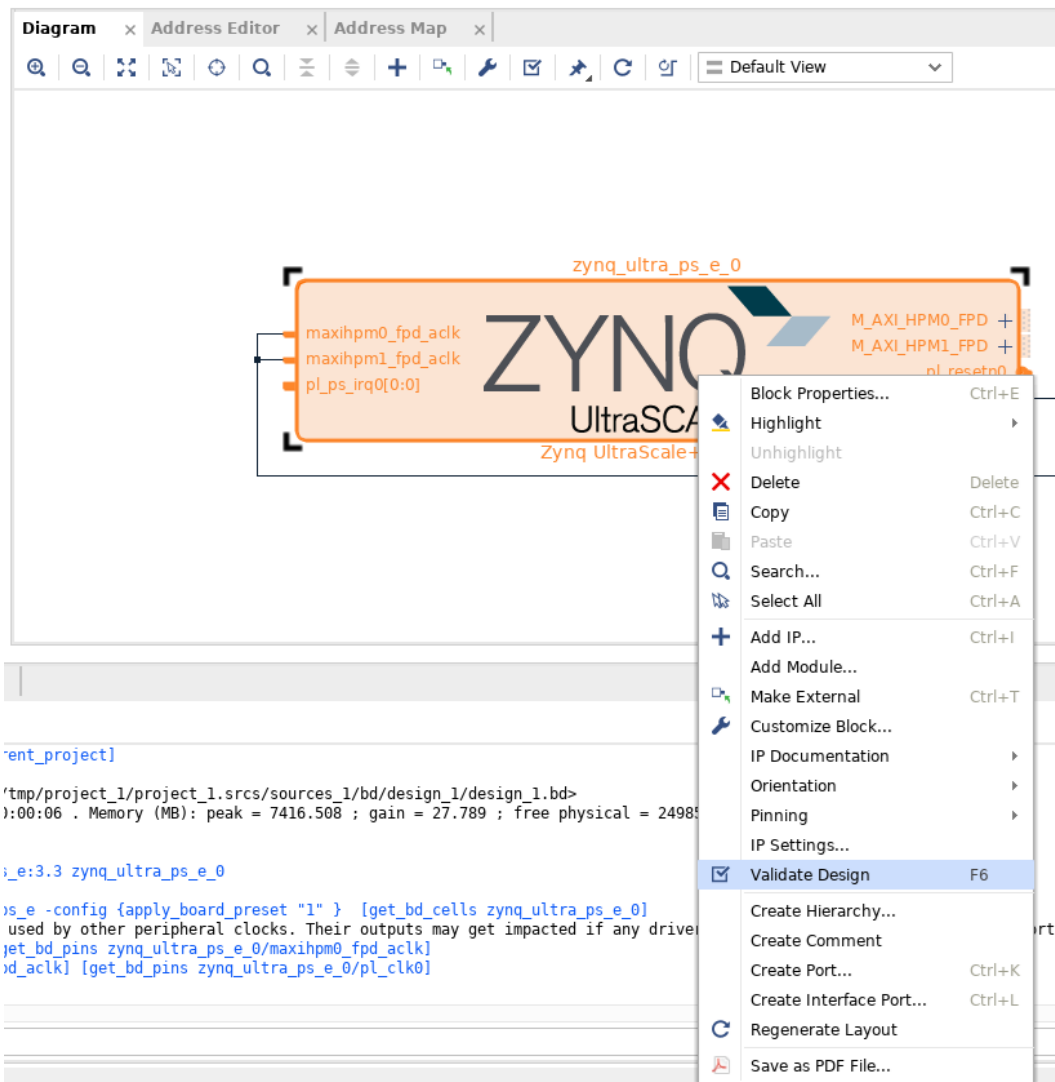 Diagram
Address Editor
Address Map
Default View
zynq_ultra_ps_e_0
maxihpm0_fpd_aclk
maxihpm1_fpd_aclk
pl_ps_irq0[0:0]
ZYNQ
UltraSCA
M_AXI_HPM0_FPD
M_AXI_HPM1_FPD
pl_resetn0
Zynq UltraScale+
Block Properties... Ctrl+E
Highlight
Unhighlight
Delete Delete
Copy Ctrl+C
Paste Ctrl+V
Search... Ctrl+F
Select All Ctrl+A
Add IP... Ctrl+I
Add Module...
Make External Ctrl+T
Customize Block...
IP Documentation
Orientation
Pinning
IP Settings...
Validate Design F6
Create Hierarchy...
Create Comment
Create Port... Ctrl+K
Create Interface Port... Ctrl+L
Regenerate Layout
Save as PDF File...
rent_project]
/tmp/project_1/project_1.srcs/sources_1/bd/design_1/design_1.bd>
):00:06 . Memory (MB): peak = 7416.508 ; gain = 27.789 ; free physical = 2498
s_e:3.3 zynq_ultra_ps_e_0
ps_e -config {apply_board_preset "1" } [get_bd_cells zynq_ultra_ps_e_0]
used by other peripheral clocks. Their outputs may get impacted if any driver
get_bd_pins zynq_ultra_ps_e_0/maxihpm0_fpd_aclk]
pd_aclk] [get_bd_pins zynq_ultra_ps_e_0/pl_clk0]